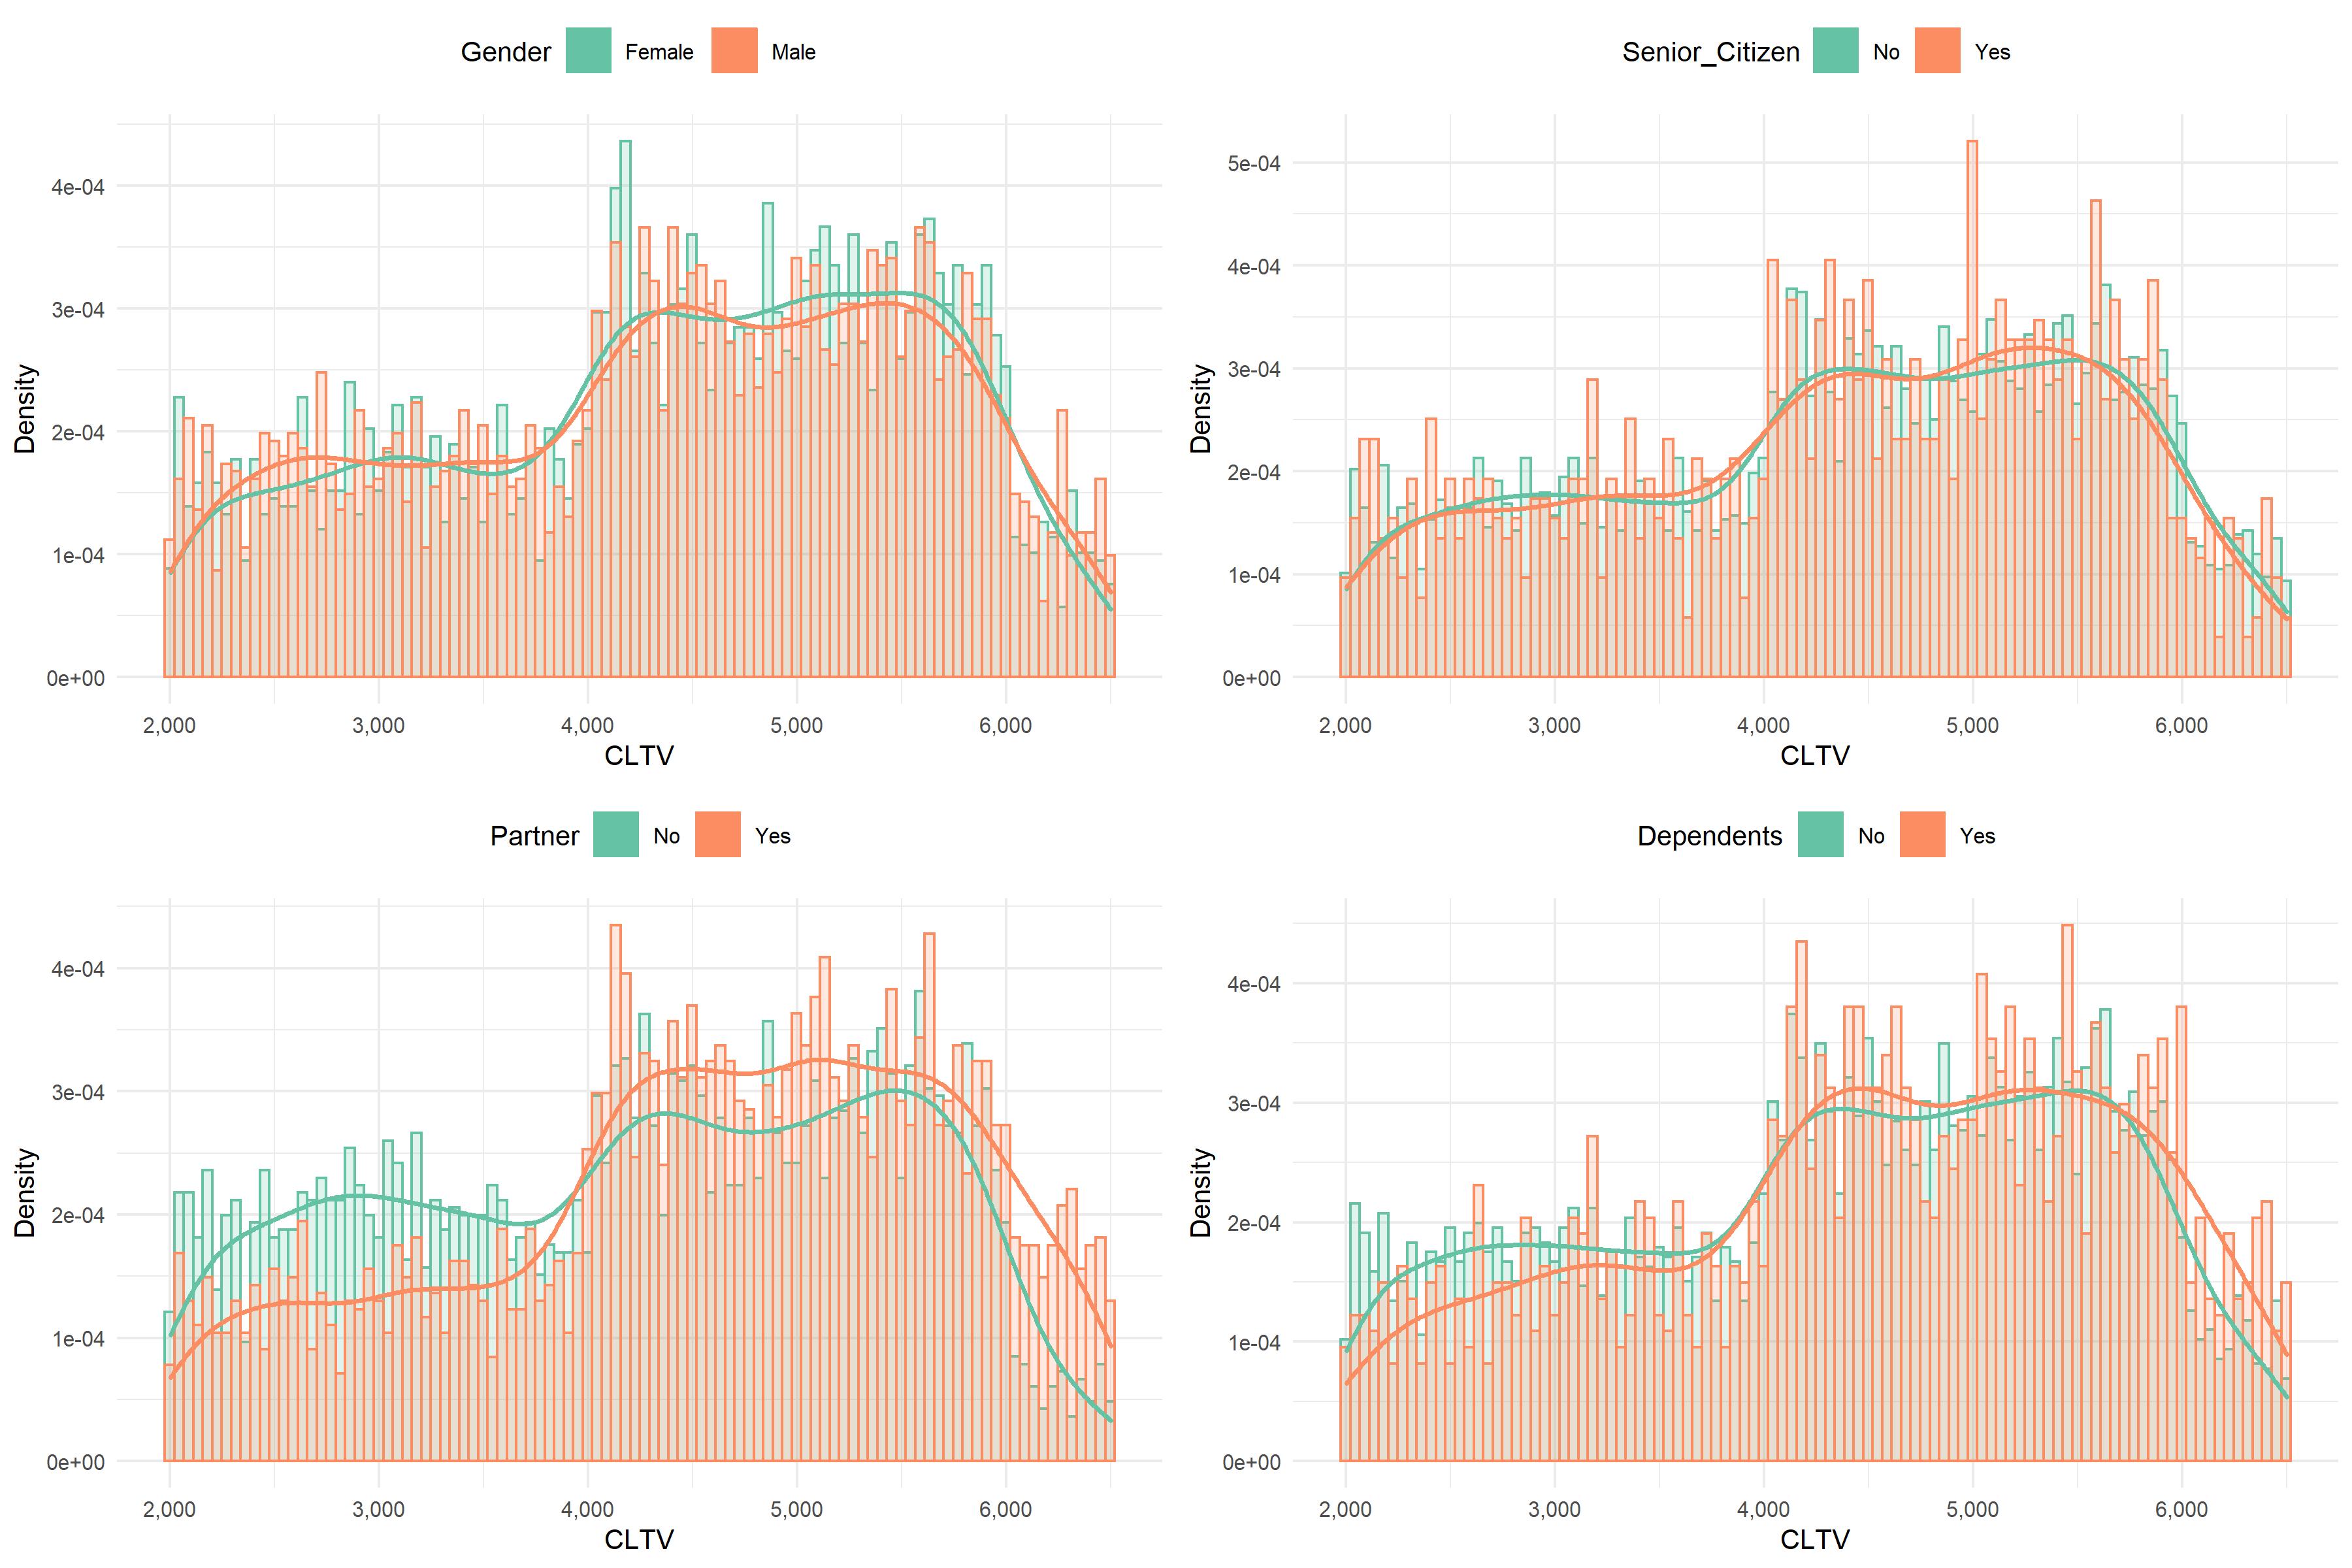 Gender Female Male
Density
4e-04
3e-04
2e-04
1e-04
0e+00
2,000 3,000 4,000 5,000 6,000
CLTV
Senior_Citizen No Yes
Density
5e-04
4e-04
3e-04
2e-04
1e-04
0e+00
2,000 3,000 4,000 5,000 6,000
CLTV
Partner No Yes
Density
4e-04
3e-04
2e-04
1e-04
0e+00
2,000 3,000 4,000 5,000 6,000
CLTV
Dependents No Yes
Density
4e-04
3e-04
2e-04
1e-04
0e+00
2,000 3,000 4,000 5,000 6,000
CLTV